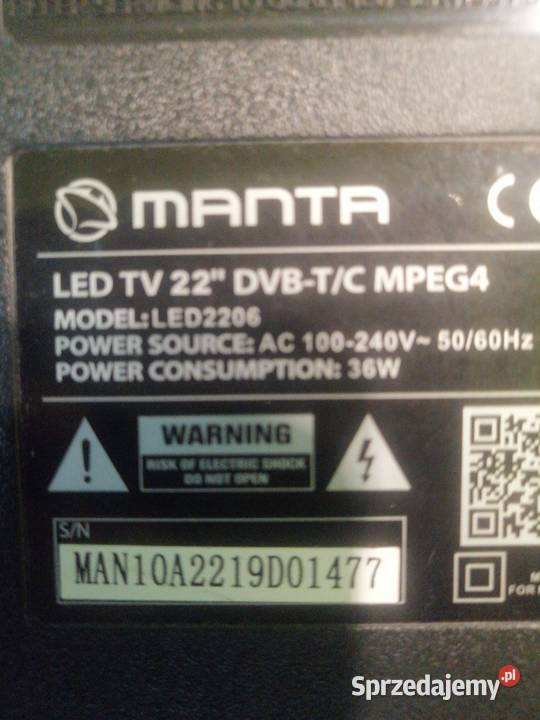 MANTA
LED TV 22" DVB-T/C MPEG4
MODEL: LED2206
POWER SOURCE: AC 100-240V~ 50/60Hz
POWER CONSUMPTION: 36W
WARNING
RISK OF ELECTRIC SHOCK
DO NOT OPEN
S/N
MAN10A2219D01477
M
FOR
Sprzedajemy.pl